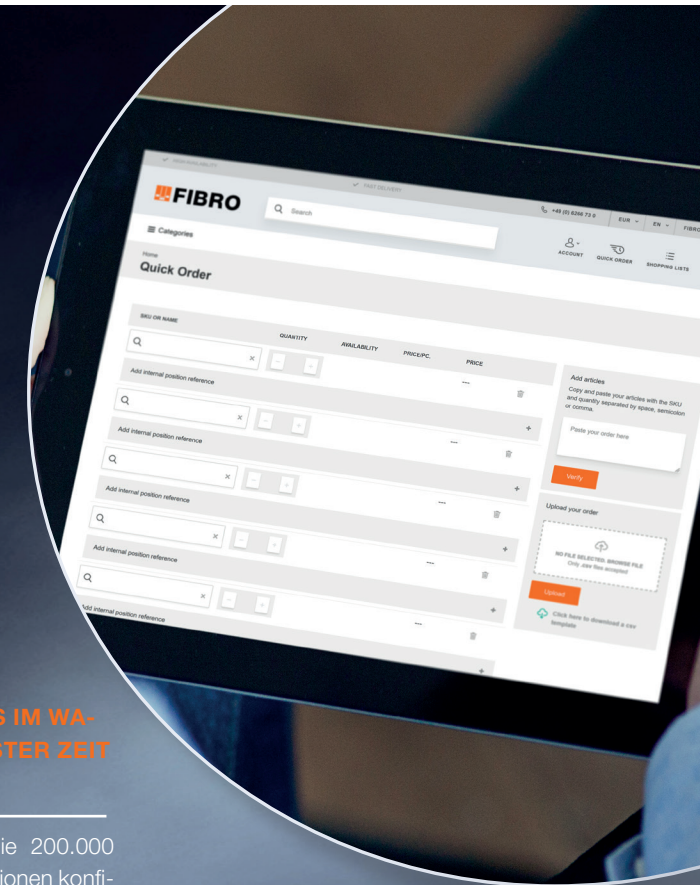 HIGH AVAILABILITY
FAST DELIVERY
+49 (0) 6266 73 0
EUR
EN
FIBRO
FIBRO
Search
ACCOUNT
QUICK ORDER
SHOPPING LISTS
Categories
Home
Quick Order
SKU OR NAME
QUANTITY
AVAILABILITY
PRICE/PC.
PRICE
Add internal position reference
Add internal position reference
Add internal position reference
Add internal position reference
Add internal position reference
Add articles
Copy and paste your articles with the SKU
and quantity separated by space, semicolon
or comma.
Paste your order here
Verify
Upload your order
NO FILE SELECTED. BROWSE FILE
Only .csv files accepted
Upload
Click here to download a csv
template
S IM WA-
STER ZEIT
ie 200.000
ionen konfi-